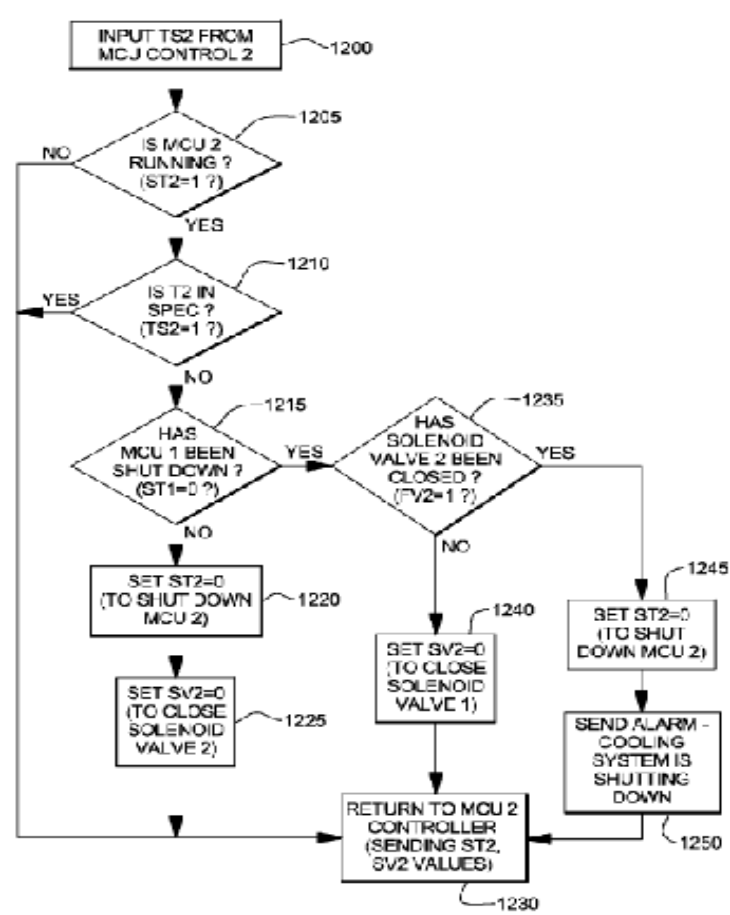 INPUT TS2 FROM
MCJ CONTROL 2
1200
1205
IS MCU 2
RUNNING ?
(ST2=1 ?)
NO
YES
1210
IS T2 IN
SPEC ?
(TS2=1 ?)
YES
NO
1215
HAS
MCU 1 BEEN
SHUT DOWN ?
(ST1=0 ?)
YES
NO
1235
HAS
SOLENOID
VALVE 2 BEEN
CLOSED ?
(FV2=1 ?)
YES
NO
SET ST2=0
(TO SHUT DOWN
MCU 2)
1220
SET SV2=0
(TO CLOSE
SOLENOID
VALVE 2)
1225
1240
SET SV2=0
(TO CLOSE
SOLENOID
VALVE 1)
1245
SET ST2=0
(TO SHUT
DOWN MCU 2)
SEND ALARM -
COOLING
SYSTEM IS
SHUTTING
DOWN
1250
RETURN TO MCU 2
CONTROLLER
(SENDING ST2,
SV2 VALUES)
1230